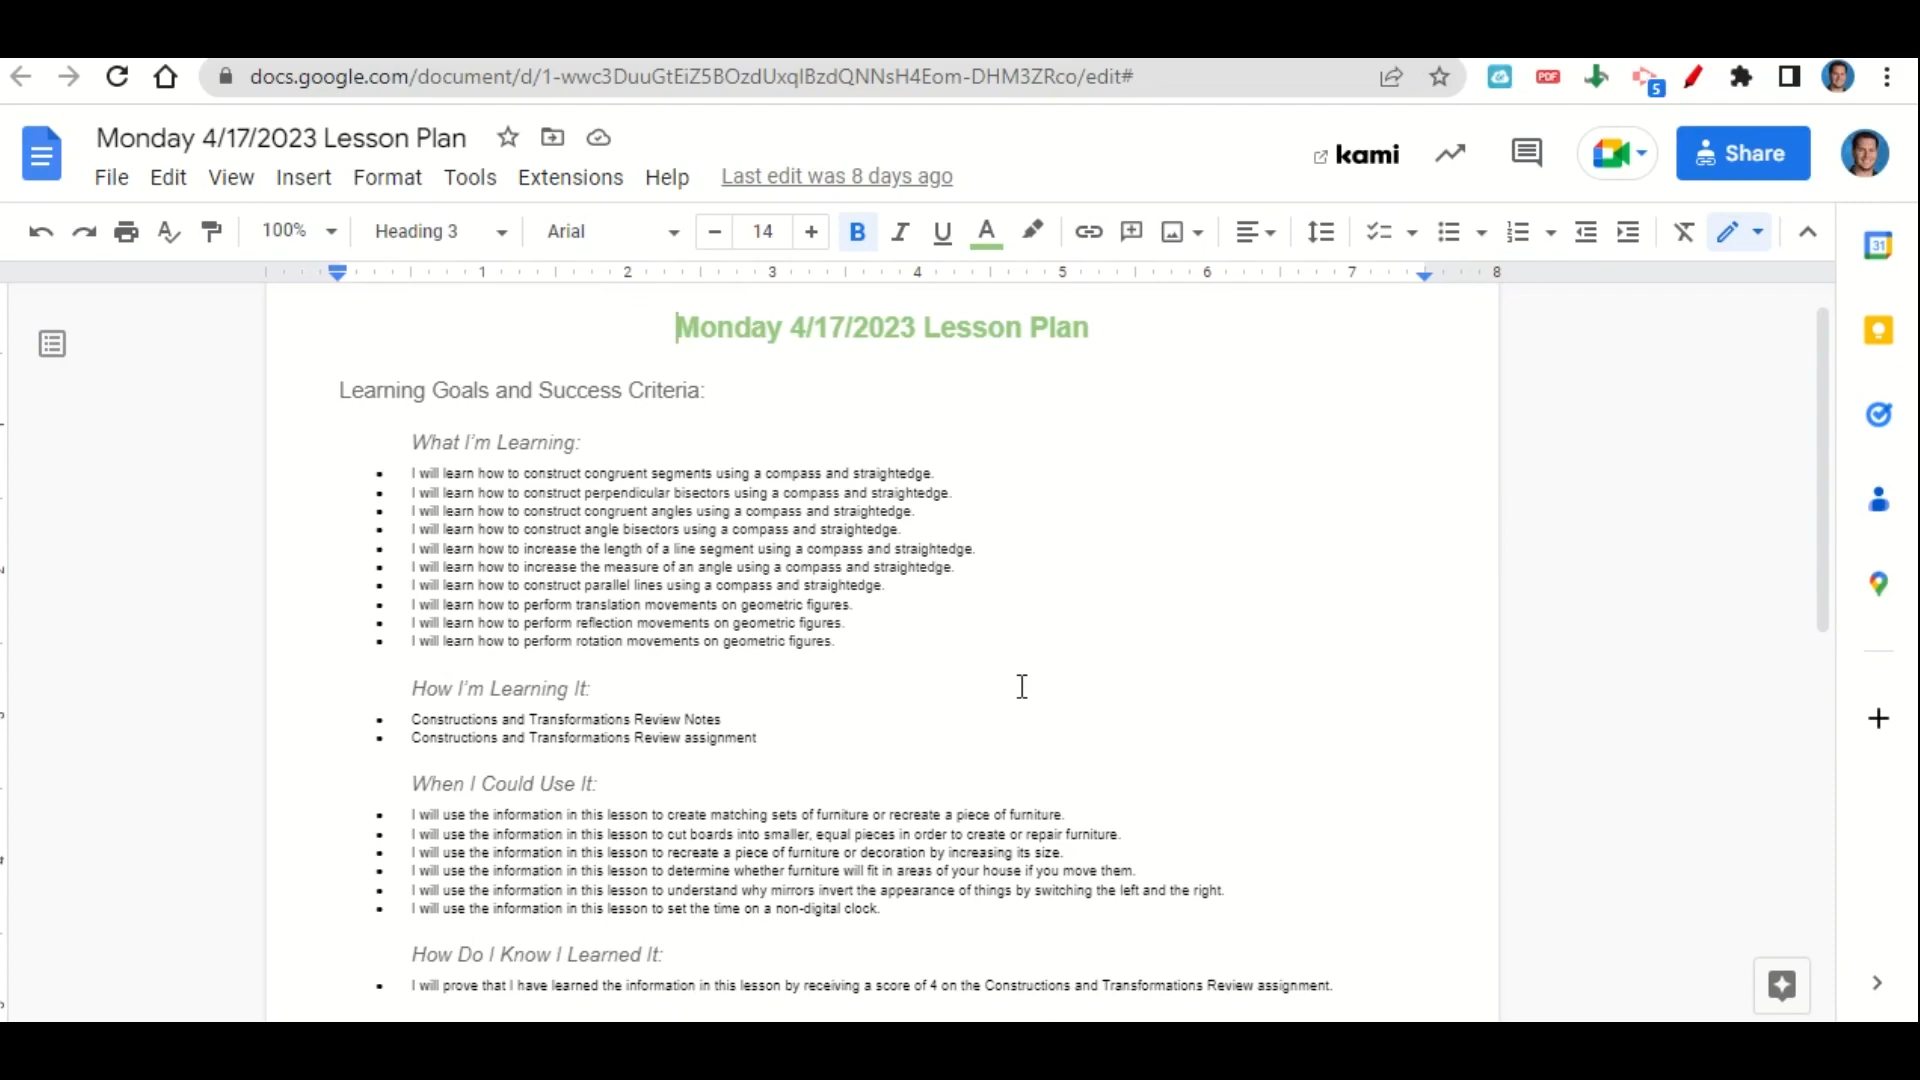 docs.google.com/document/d/1-wwc3DuuGtEiZ5BOzdUxqlBzdQNNsH4Eom-DHM3ZRco/edit#
PDF
5
Monday 4/17/2023 Lesson Plan
kami
Share
File Edit View Insert Format Tools Extensions Help Last edit was 8 days ago
100% Heading 3 Arial − 14 + B I U A
31
1 2 3 4 5 6 7 8
Monday 4/17/2023 Lesson Plan
Learning Goals and Success Criteria:
What I'm Learning:
▪ I will learn how to construct congruent segments using a compass and straightedge.
▪ I will learn how to construct perpendicular bisectors using a compass and straightedge.
▪ I will learn how to construct congruent angles using a compass and straightedge.
▪ I will learn how to construct angle bisectors using a compass and straightedge.
▪ I will learn how to increase the length of a line segment using a compass and straightedge.
▪ I will learn how to increase the measure of an angle using a compass and straightedge.
▪ I will learn how to construct parallel lines using a compass and straightedge.
▪ I will learn how to perform translation movements on geometric figures.
▪ I will learn how to perform reflection movements on geometric figures.
▪ I will learn how to perform rotation movements on geometric figures.
How I'm Learning It:
▪ Constructions and Transformations Review Notes
▪ Constructions and Transformations Review assignment
When I Could Use It:
▪ I will use the information in this lesson to create matching sets of furniture or recreate a piece of furniture.
▪ I will use the information in this lesson to cut boards into smaller, equal pieces in order to create or repair furniture.
▪ I will use the information in this lesson to recreate a piece of furniture or decoration by increasing its size.
▪ I will use the information in this lesson to determine whether furniture will fit in areas of your house if you move them.
▪ I will use the information in this lesson to understand why mirrors invert the appearance of things by switching the left and the right.
▪ I will use the information in this lesson to set the time on a non-digital clock.
How Do I Know I Learned It:
▪ I will prove that I have learned the information in this lesson by receiving a score of 4 on the Constructions and Transformations Review assignment.